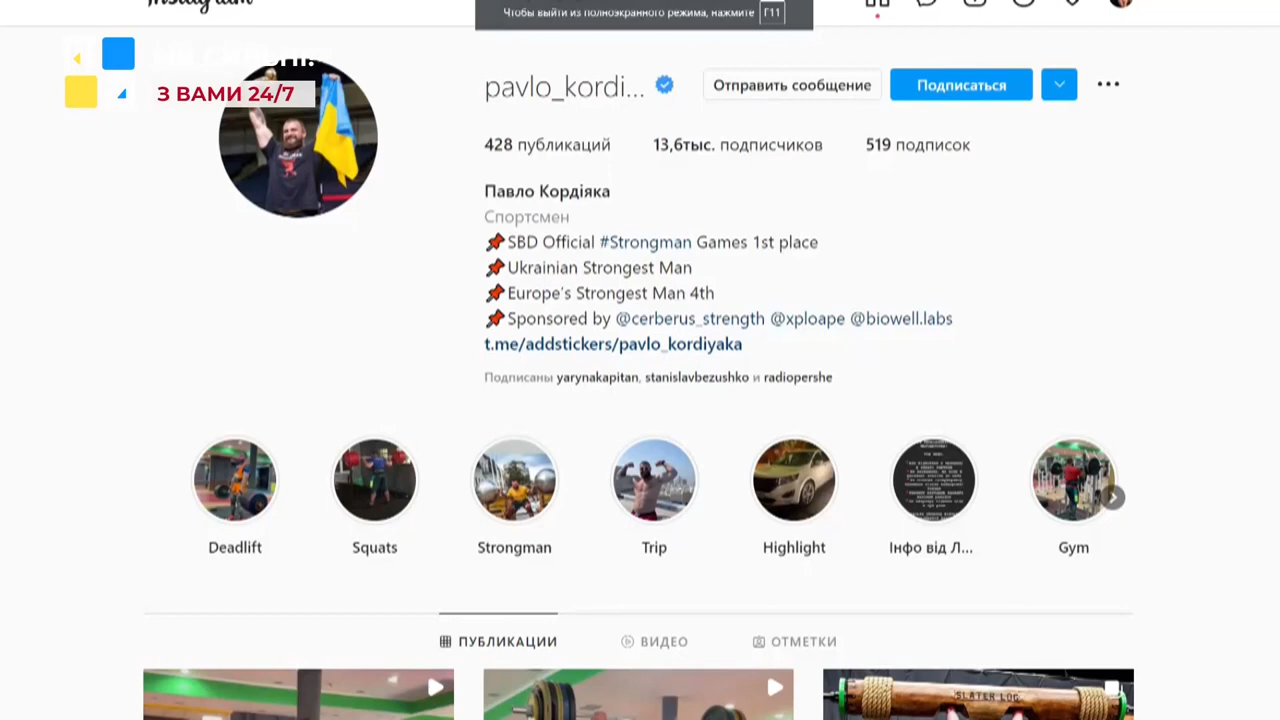 Instagram
Чтобы выйти из полноэкранного режима, нажмите F11
З ВАМИ 24/7
pavlo_kordi...
Отправить сообщение
Подписаться
428 публикаций
13,6тыс. подписчиков
519 подписок
Павло Кордіяка
Спортсмен
📌SBD Official #Strongman Games 1st place
📌Ukrainian Strongest Man
📌Europe's Strongest Man 4th
📌Sponsored by @cerberus_strength @xploape @biowell.labs
t.me/addstickers/pavlo_kordiyaka
Подписаны yarynakapitan, stanislavbezushko и radiopershe
Deadlift
Squats
Strongman
Trip
Highlight
Інфо від Л...
Gym
ПУБЛИКАЦИИ
ВИДЕО
ОТМЕТКИ
SLATER LOG